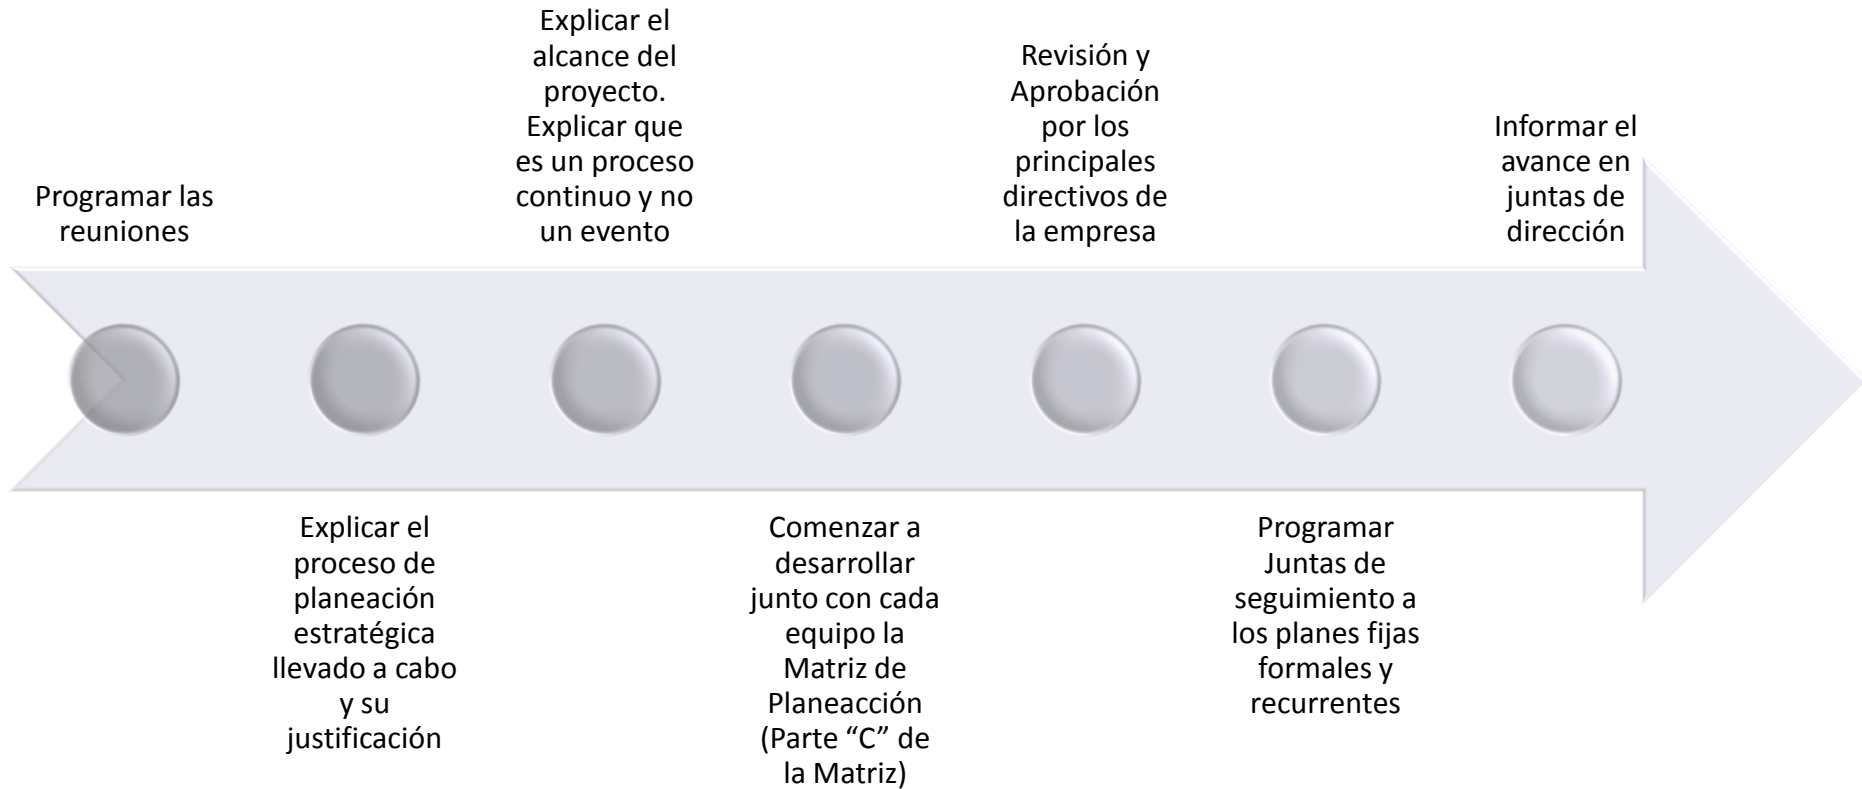 Programar las
reuniones
Explicar el
proceso de
planeación
estratégica
llevado a cabo
y su
justificación
Explicar el
alcance del
proyecto.
Explicar que
es un proceso
continuo y no
un evento
Comenzar a
desarrollar
junto con cada
equipo la
Matriz de
Planeacción
(Parte “C” de
la Matriz)
Revisión y
Aprobación
por los
principales
directivos de
la empresa
Programar
Juntas de
seguimiento a
los planes fijas
formales y
recurrentes
Informar el
avance en
juntas de
dirección